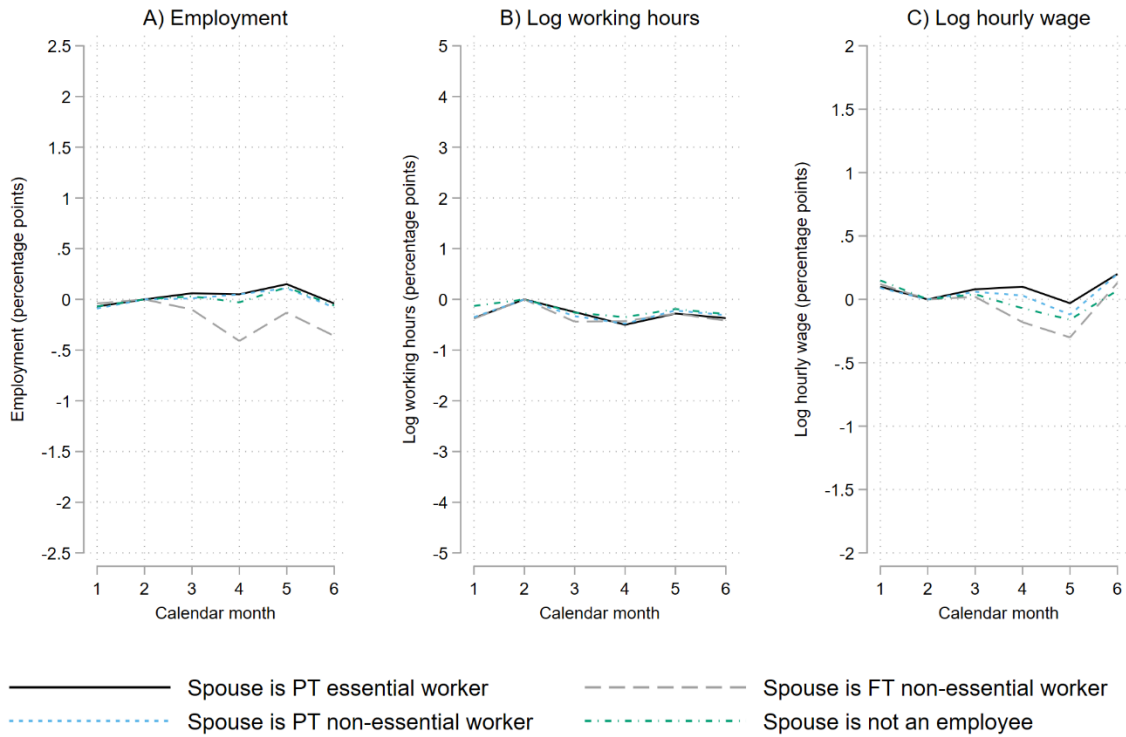 A) Employment
B) Log working hours
C) Log hourly wage
Employment (percentage points)
2.5
2
1.5
1
.5
0
-.5
-1
-1.5
-2
-2.5
1 2 3 4 5 6
Calendar month
Log working hours (percentage points)
5
4
3
2
1
0
-1
-2
-3
-4
-5
1 2 3 4 5 6
Calendar month
Log hourly wage (percentage points)
2
1
.5
0
-.5
-1
-1.5
-2
1 2 3 4 5 6
Calendar month
Spouse is PT essential worker
Spouse is FT non-essential worker
Spouse is PT non-essential worker
Spouse is not an employee